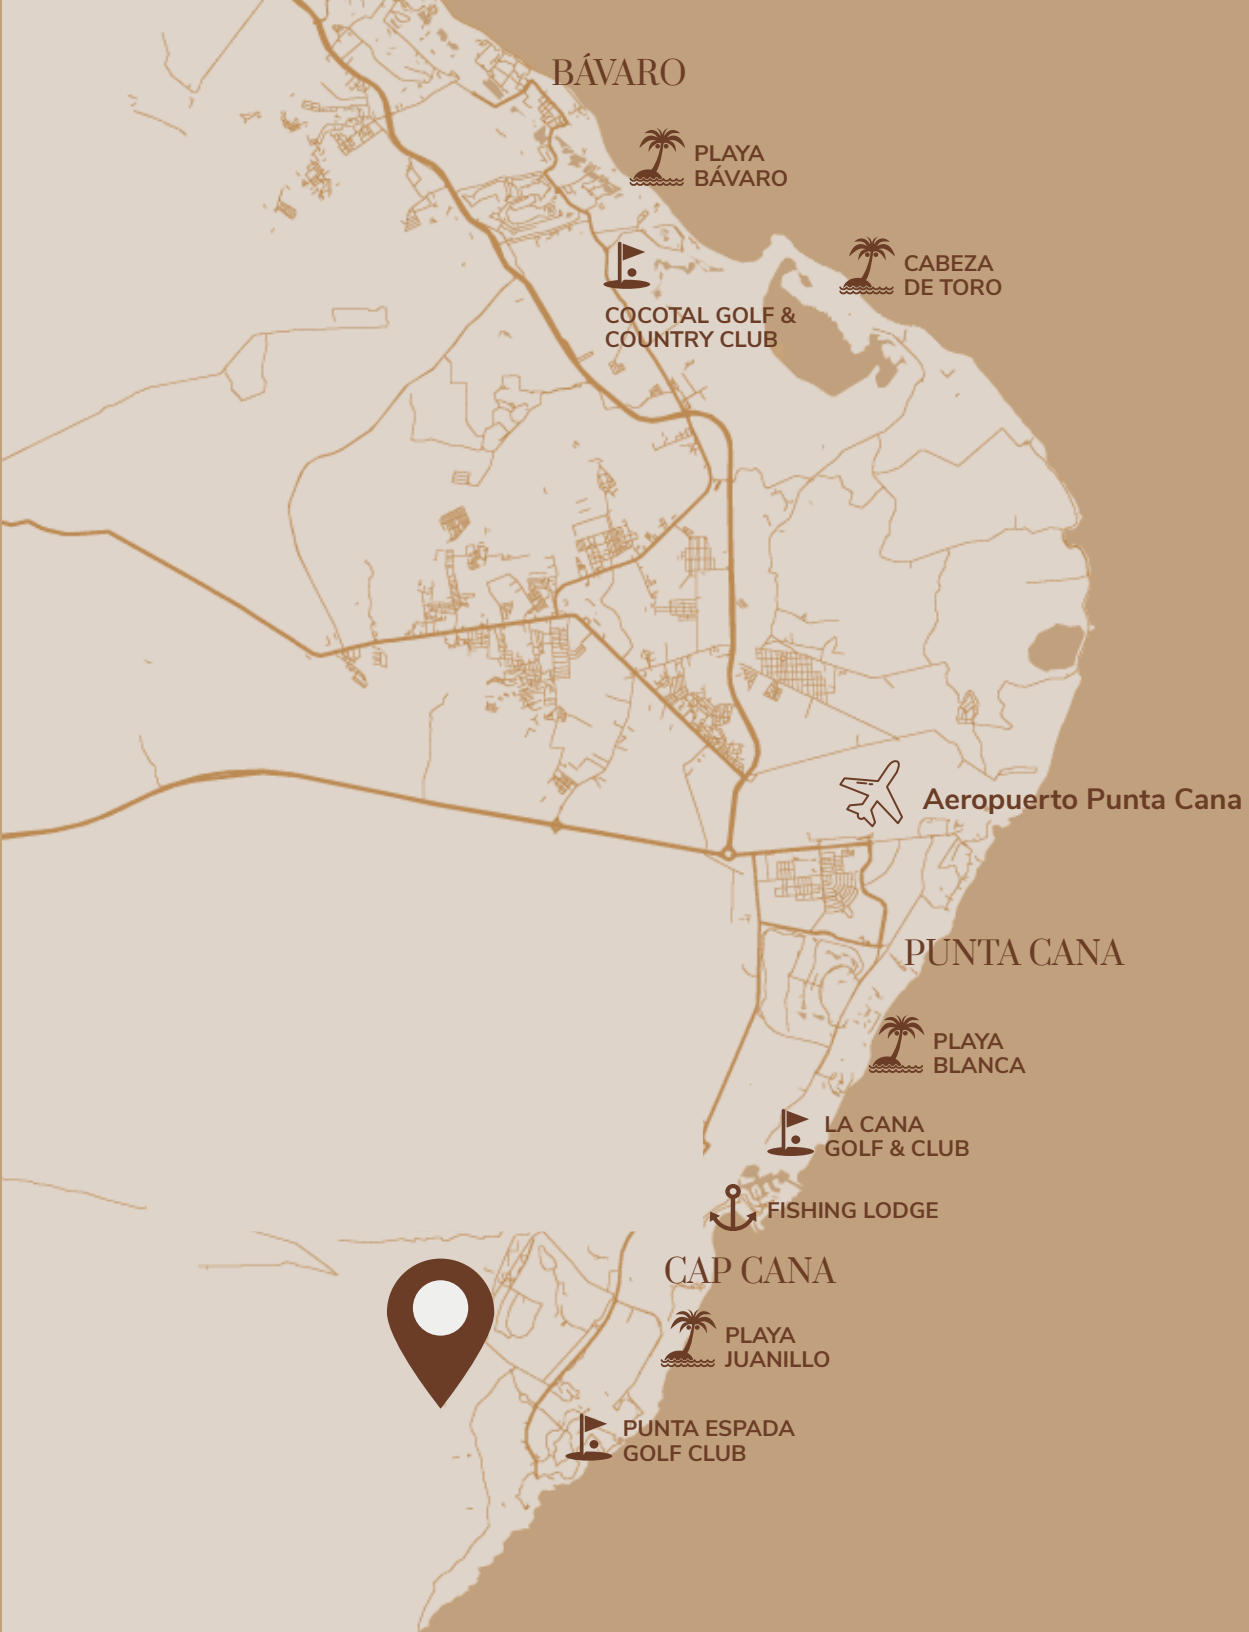 BÁVARO
PLAYA
BÁVARO
CABEZA
DE TORO
COCOTAL GOLF &
COUNTRY CLUB
Aeropuerto Punta Cana
PUNTA CANA
PLAYA
BLANCA
LA CANA
GOLF & CLUB
FISHING LODGE
CAP CANA
PLAYA
JUANILLO
PUNTA ESPADA
GOLF CLUB